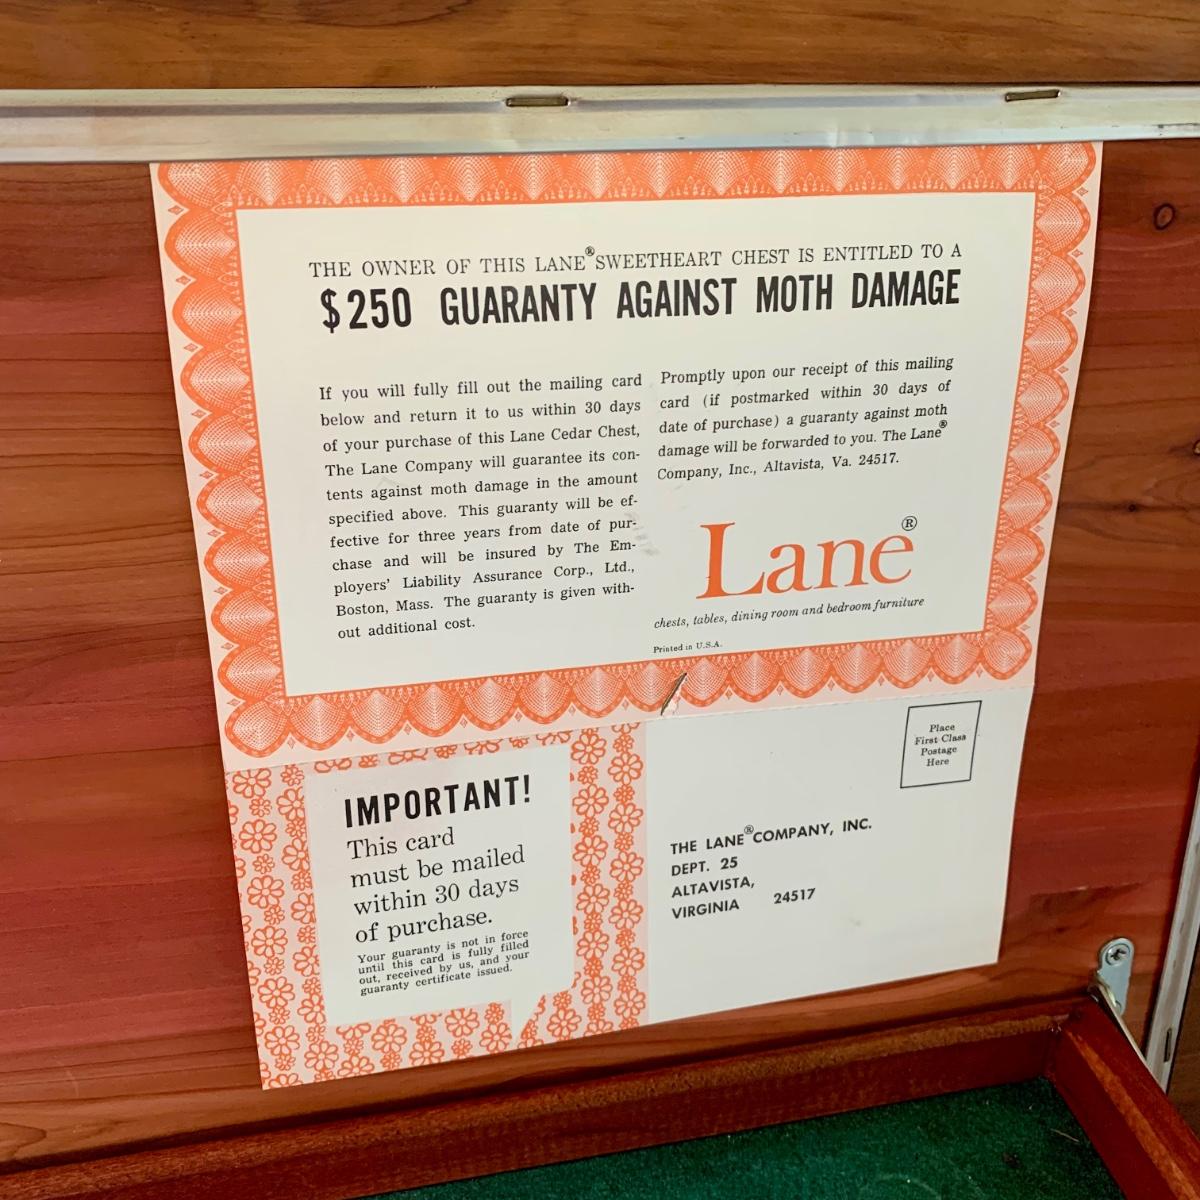 THE OWNER OF THIS LANE® SWEETHEART CHEST IS ENTITLED TO A
$250 GUARANTY AGAINST MOTH DAMAGE
If you will fully fill out the mailing card
below and return it to us within 30 days
of your purchase of this Lane Cedar Chest,
The Lane Company will guarantee its con-
tents against moth damage in the amount
specified above. This guaranty will be ef-
fective for three years from date of pur-
chase and will be insured by The Em-
ployers' Liability Assurance Corp., Ltd.,
Boston, Mass. The guaranty is given with-
out additional cost.
Promptly upon our receipt of this mailing
card (if postmarked within 30 days of
date of purchase) a guaranty against moth
damage will be forwarded to you. The Lane®
Company, Inc., Altavista, Va. 24517.
Lane®
chests, tables, dining room and bedroom furniture
Printed in U.S.A.
IMPORTANT!
This card
must be mailed
within 30 days
of purchase.
Your guaranty is not in force
until this card is fully filled
out, received by us, and your
guaranty certificate issued.
Place
First Class
Postage
Here
THE LANE® COMPANY, INC.
DEPT. 25
ALTAVISTA,
VIRGINIA 24517